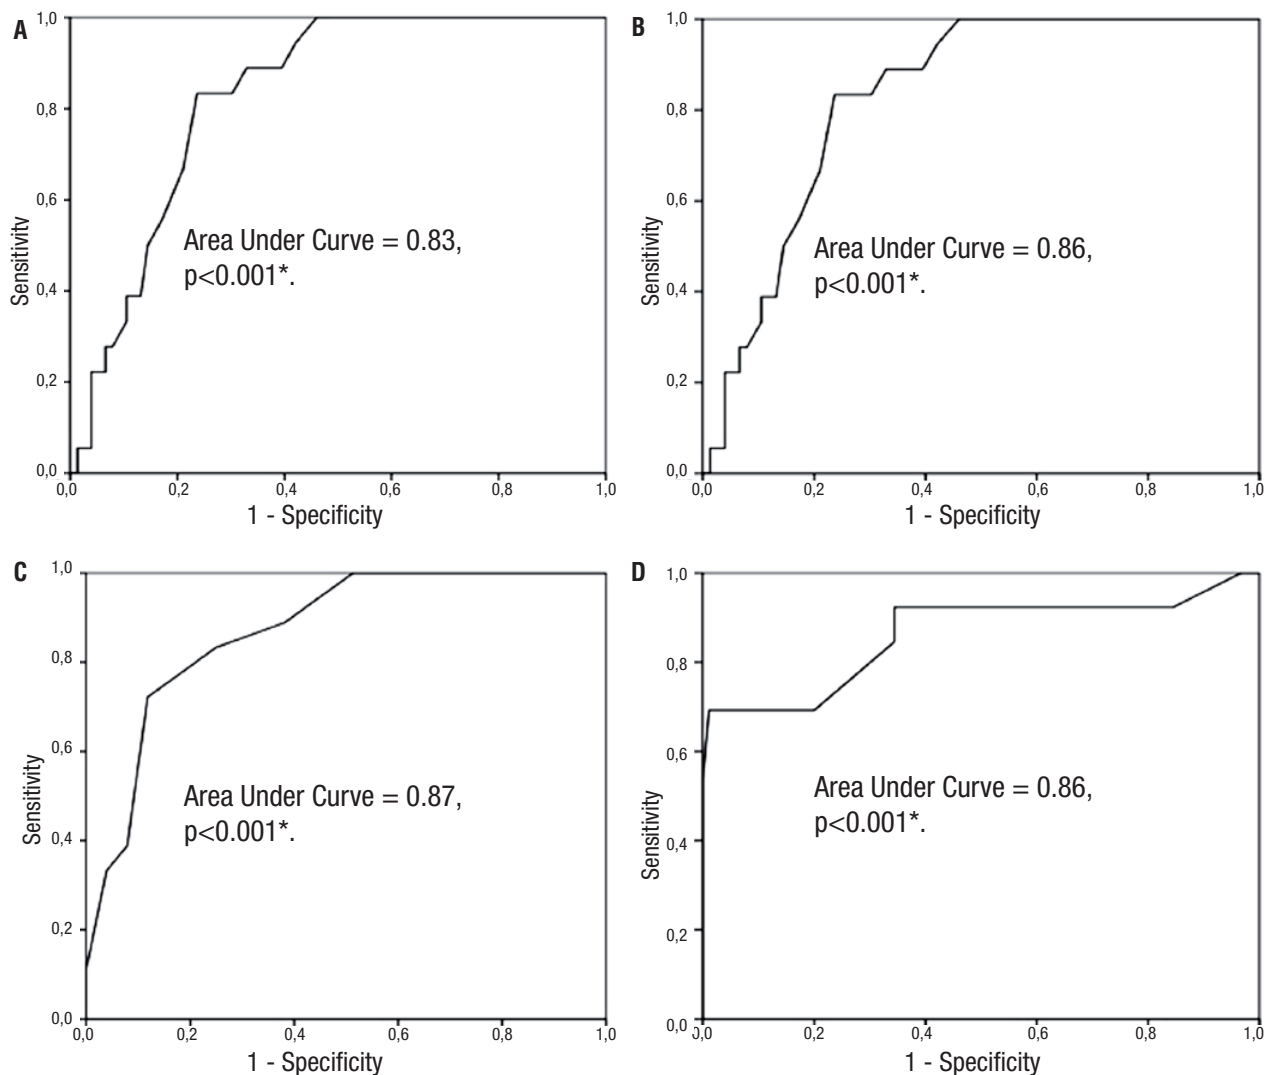 A
1,0
0,8
0,6
0,4
0,2
0,0
Sensitivity
Area Under Curve = 0.83,
p<0.001*.
0,0 0,2 0,4 0,6 0,8 1,0
1 - Specificity
B
1,0
0,8
0,6
0,4
0,2
0,0
Sensitivity
Area Under Curve = 0.86,
p<0.001*.
0,0 0,2 0,4 0,6 0,8 1,0
1 - Specificity
C
1,0
0,8
0,6
0,4
0,2
0,0
Sensitivity
Area Under Curve = 0.87,
p<0.001*.
0,0 0,2 0,4 0,6 0,8 1,0
1 - Specificity
D
1,0
0,8
0,6
0,4
0,2
0,0
Sensitivity
Area Under Curve = 0.86,
p<0.001*.
0,0 0,2 0,4 0,6 0,8 1,0
1 - Specificity